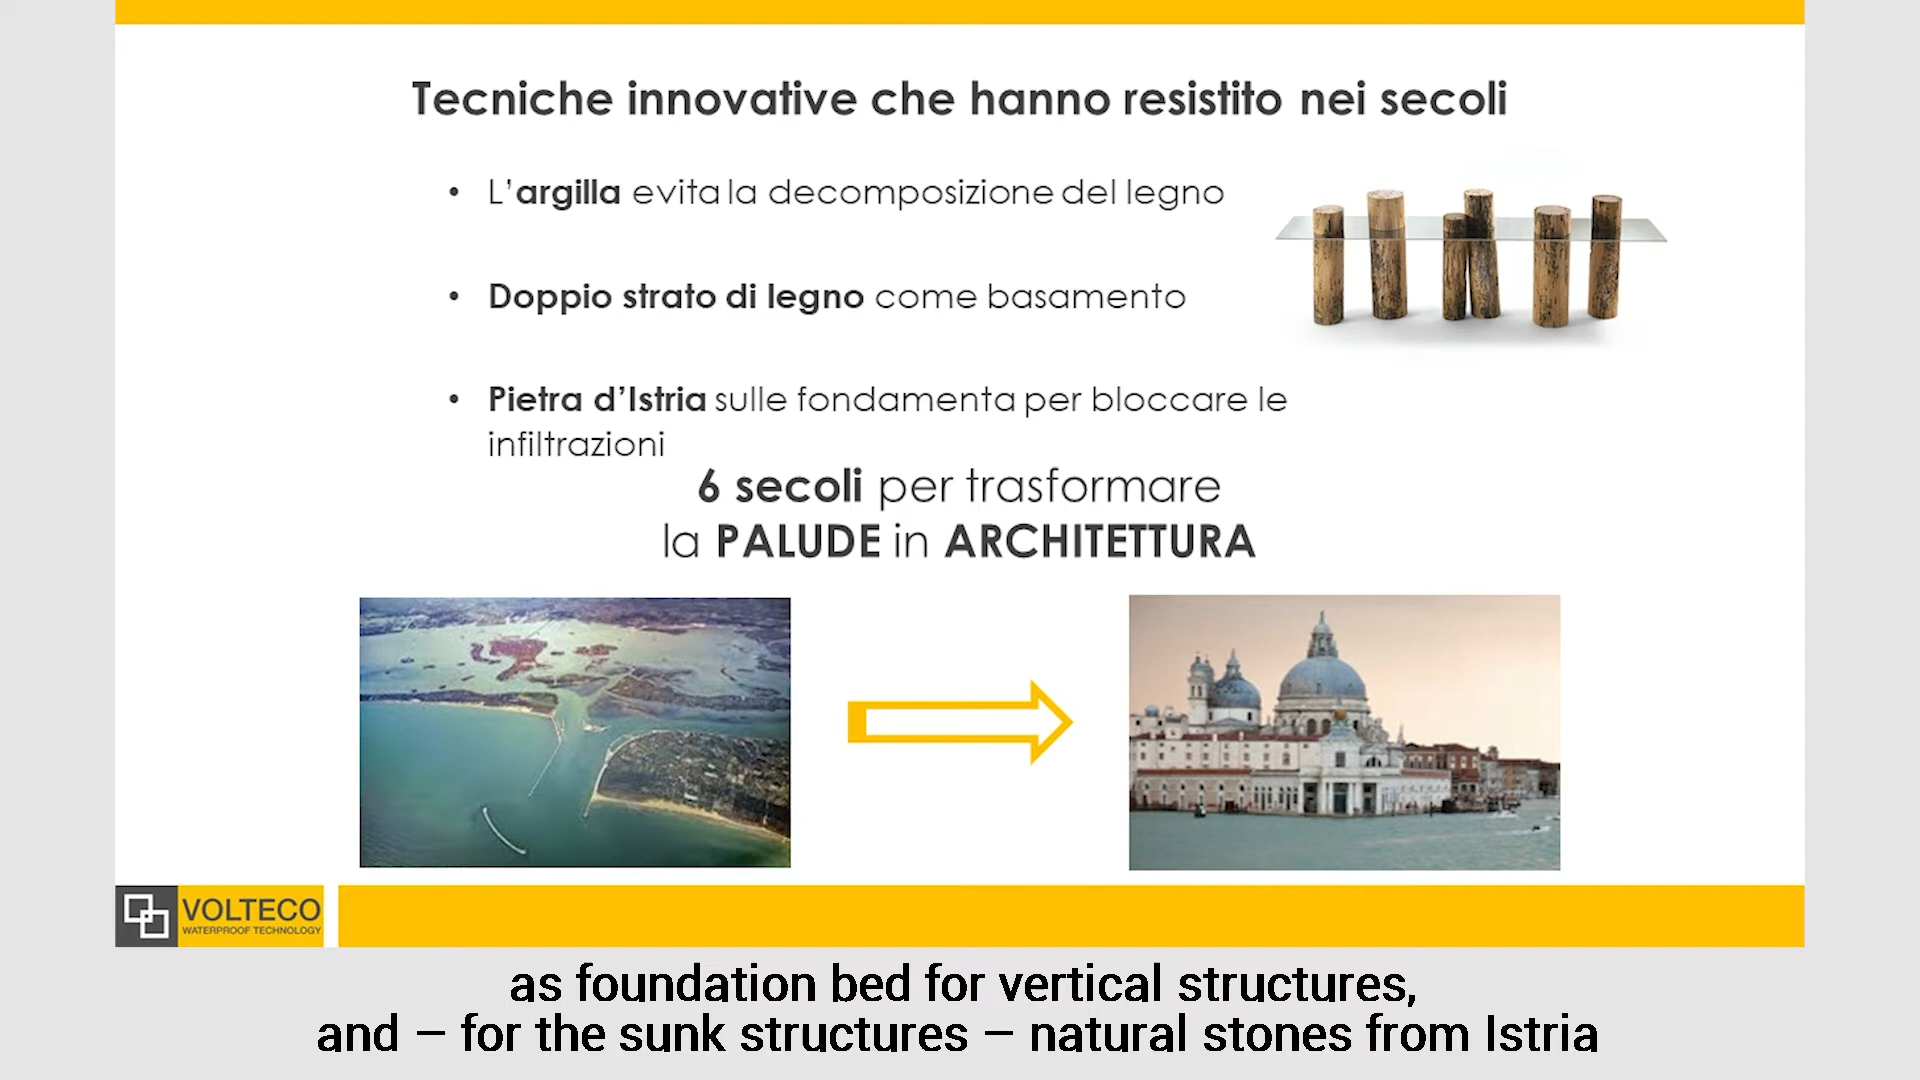 Tecniche innovative che hanno resistito nei secoli
• L’argilla evita la decomposizione del legno
• Doppio strato di legno come basamento
• Pietra d’Istria sulle fondamenta per bloccare le
infiltrazioni
6 secoli per trasformare
la PALUDE in ARCHITETTURA
VOLTECO
WATERPROOF TECHNOLOGY
as foundation bed for vertical structures,
and – for the sunk structures – natural stones from Istria